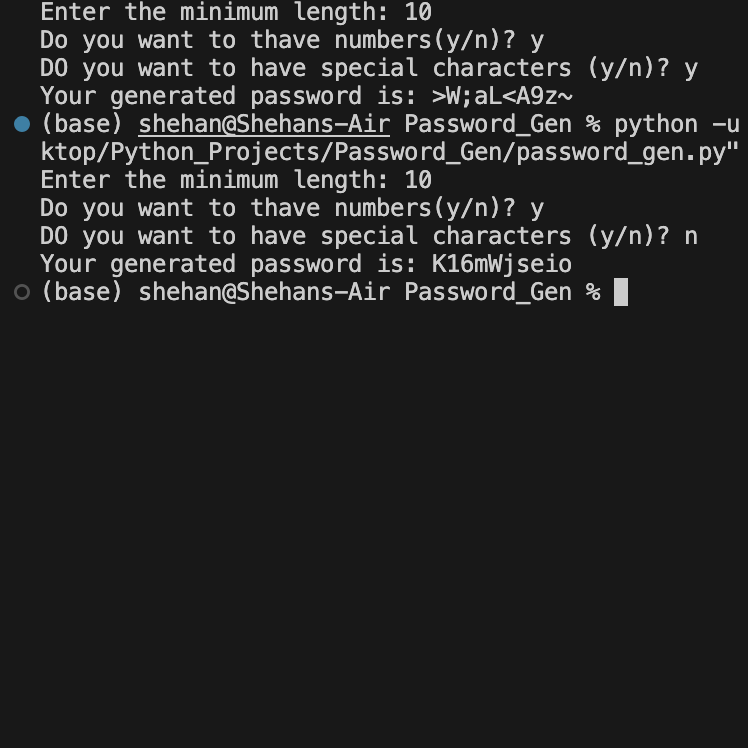 Enter the minimum length: 10
Do you want to thave numbers(y/n)? y
DO you want to have special characters (y/n)? y
Your generated password is: >W;aL<A9z~
(base) shehan@Shehans-Air Password_Gen % python -u
ktop/Python_Projects/Password_Gen/password_gen.py"
Enter the minimum length: 10
Do you want to thave numbers(y/n)? y
DO you want to have special characters (y/n)? n
Your generated password is: K16mWjseio
(base) shehan@Shehans-Air Password_Gen %